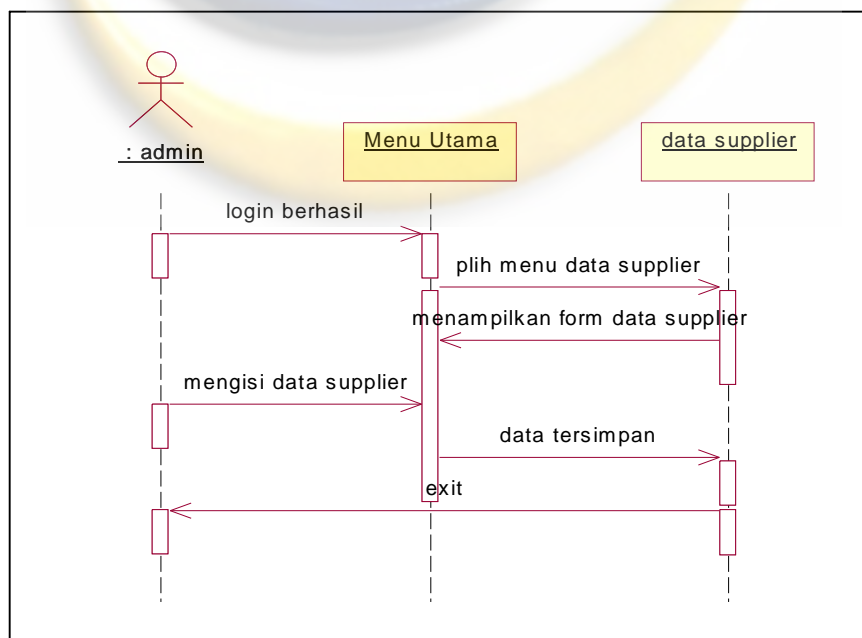 : admin
Menu Utama
data supplier
login berhasil
plih menu data supplier
menampilkan form data supplier
mengisi data supplier
data tersimpan
exit